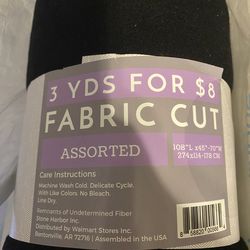 3 YDS FOR $8
FABRIC CUT
ASSORTED
108"L x45"-70"W
274x114-178 CM
Care Instructions
Machine Wash Cold. Delicate Cycle.
With Like Colors. No Bleach.
Line Dry.
Remnants of Undetermined Fiber
Stone Harbor Inc.
Distributed by Walmart Stores Inc.
Bentonville, AR 72716 | Assembled in the USA